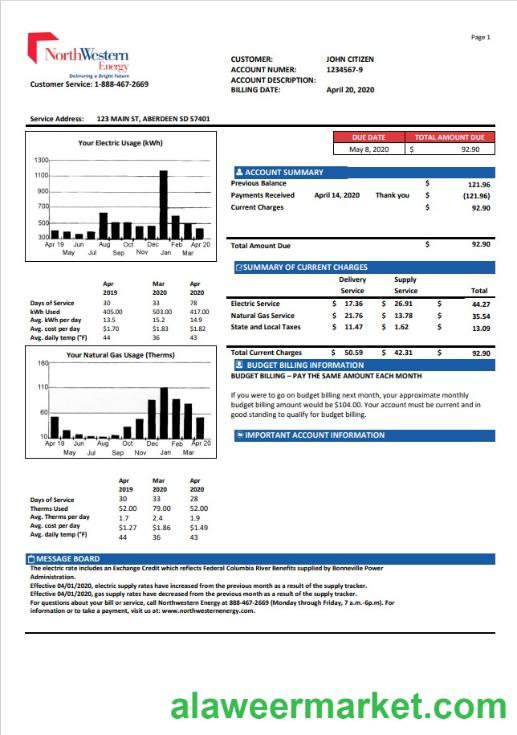 Page 1
NorthWestern
Energy
Delivering a Bright Future
Customer Service: 1-888-467-2669
CUSTOMER: JOHN CITIZEN
ACCOUNT NUMER: 1234567-9
ACCOUNT DESCRIPTION:
BILLING DATE: April 20, 2020
Service Address: 123 MAIN ST, ABERDEEN SD 57401
DUE DATE TOTAL AMOUNT DUE
May 8, 2020 $ 92.90
Your Electric Usage (kWh)
1300
1100
900
700
500
300
Apr 19 Jun Aug Oct Dec Feb Apr 20
May Jul Sep Nov Jan Mar
ACCOUNT SUMMARY
Previous Balance $ 121.96
Payments Received April 14, 2020 Thank you $ (121.96)
Current Charges $ 92.90
Total Amount Due $ 92.90
SUMMARY OF CURRENT CHARGES
Delivery Supply
Service Service Total
Electric Service $ 17.36 $ 26.91 $ 44.27
Natural Gas Service $ 21.76 $ 13.78 $ 35.54
State and Local Taxes $ 11.47 $ 1.62 $ 13.09
Total Current Charges $ 50.59 $ 42.31 $ 92.90
Apr Mar Apr
2019 2020 2020
Days of Service 30 33 78
kWhd Used 405.00 503.00 417.00
Avg. kWh per day 13.5 15.2 14.9
Avg. cost per day $1.70 $1.83 $1.82
Avg. daily temp (°F) 44 36 43
Your Natural Gas Usage (Therms)
160
110
60
10
Apr 19 Jun Aug Oct Dec Feb Apr 20
May Jul Sep Nov Jan Mar
BUDGET BILLING INFORMATION
BUDGET BILLING – PAY THE SAME AMOUNT EACH MONTH
If you were to go on budget billing next month, your approximate monthly
budget billing amount would be $104.00. Your account must be current and in
good standing to qualify for budget billing.
IMPORTANT ACCOUNT INFORMATION
Apr Mar Apr
2019 2020 2020
Days of Service 30 33 28
Therms Used 52.00 79.00 52.00
Avg. Therms per day 1.7 2.4 1.9
Avg. cost per day $1.27 $1.86 $1.49
Avg. daily temp (°F) 44 36 43
MESSAGE BOARD
The electric rate includes an Exchange Credit which reflects Federal Columbia River Benefits supplied by Bonneville Power
Administration.
Effective 04/01/2020, electric supply rates have increased from the previous month as a result of the supply tracker.
Effective 04/01/2020, gas supply rates have decreased from the previous month as a result of the supply tracker.
For questions about your bill or service, call Northwestern Energy at 888-467-2669 (Monday through Friday, 7 a.m.-6p.m). For
information or to take a payment, visit us at: www.northwesternenergy.com.
alaweermarket.com